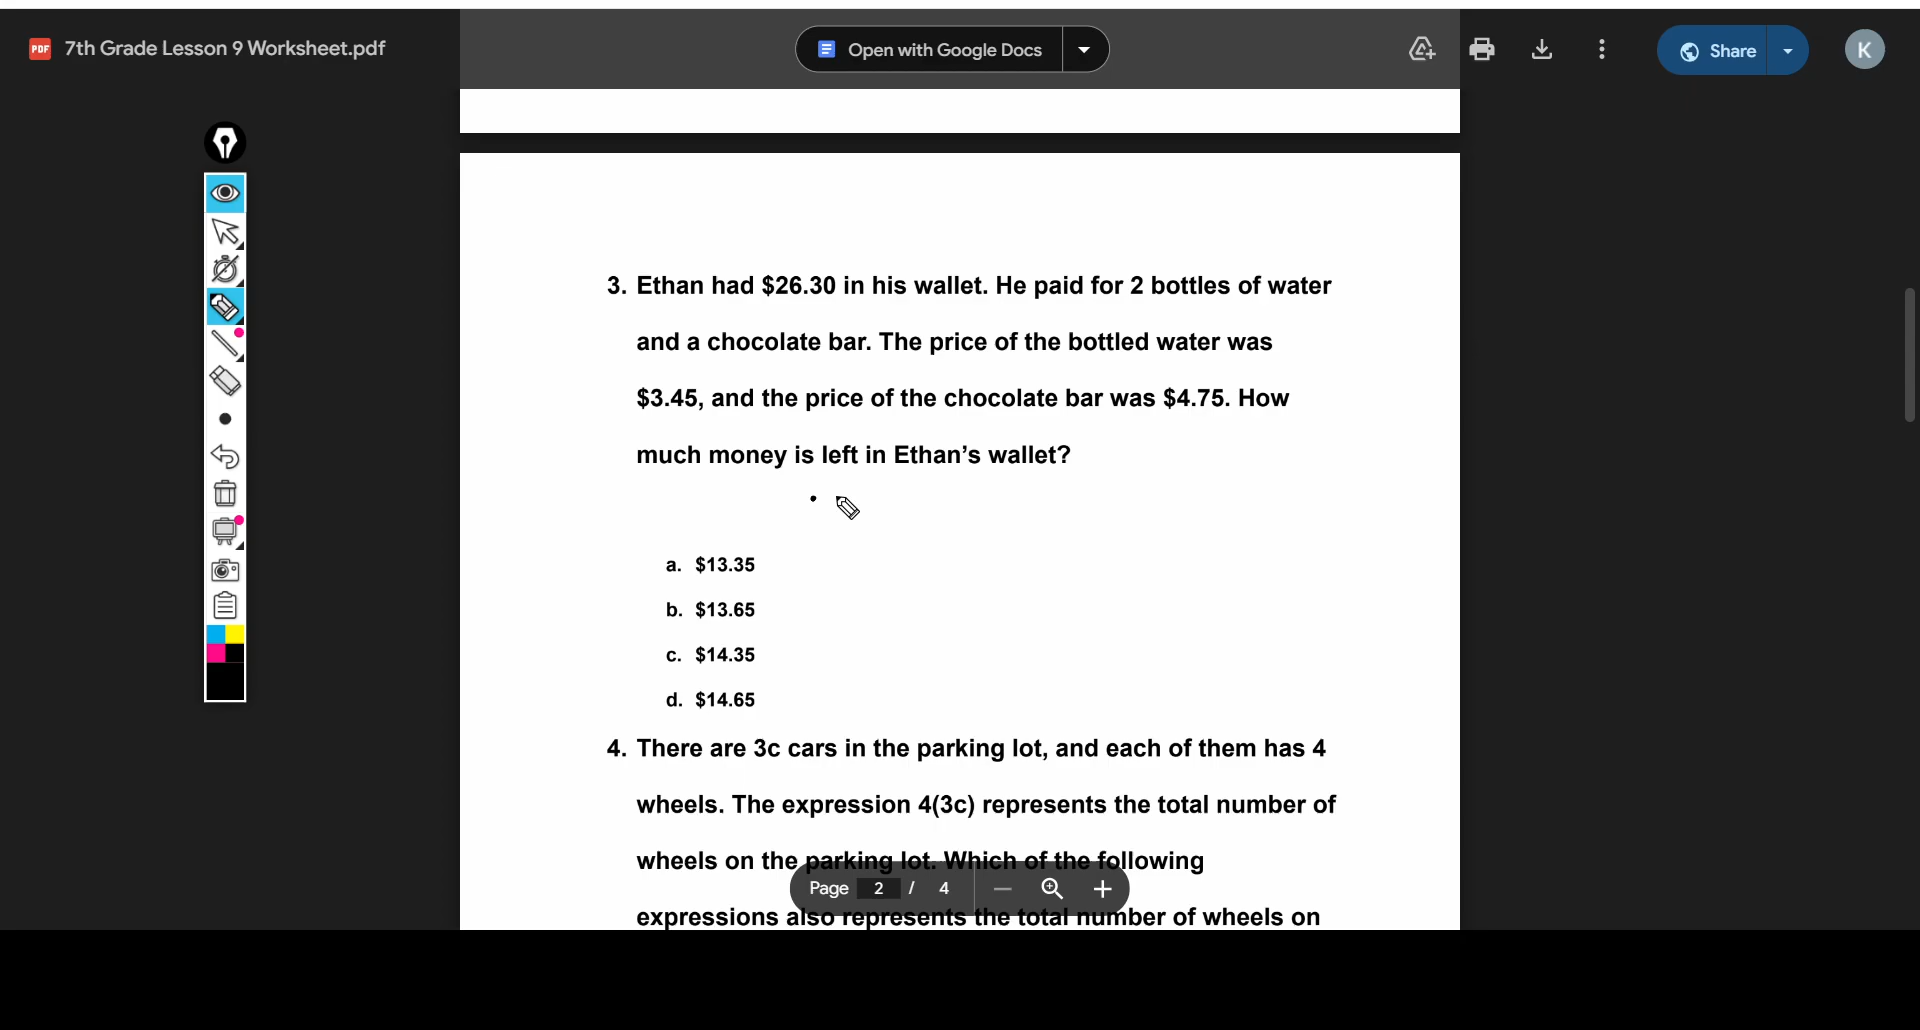 PDF 7th Grade Lesson 9 Worksheet.pdf
Open with Google Docs
Share
K
3. Ethan had $26.30 in his wallet. He paid for 2 bottles of water
and a chocolate bar. The price of the bottled water was
$3.45, and the price of the chocolate bar was $4.75. How
much money is left in Ethan’s wallet?
a. $13.35
b. $13.65
c. $14.35
d. $14.65
4. There are 3c cars in the parking lot, and each of them has 4
wheels. The expression 4(3c) represents the total number of
wheels on the parking lot. Which of the following
Page 2 / 4
expressions also represents the total number of wheels on